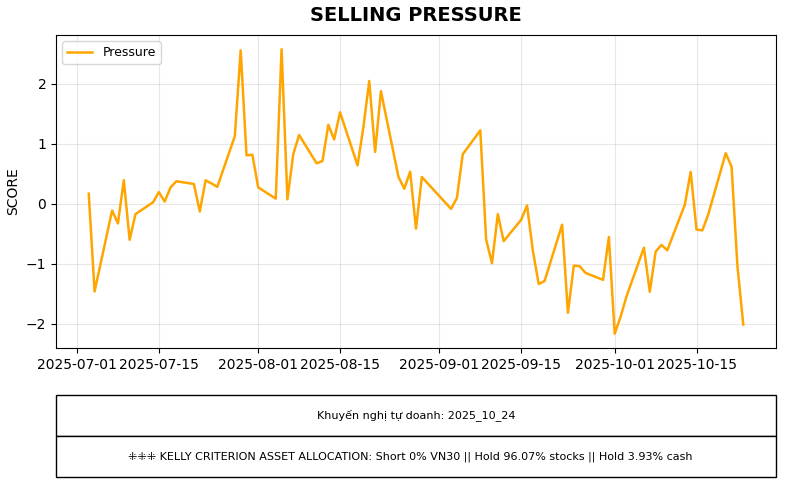 SELLING PRESSURE
Pressure
SCORE
2
1
0
−1
−2
2025-07-01 2025-07-15 2025-08-01 2025-08-15 2025-09-01 2025-09-15 2025-10-01 2025-10-15
Khuyến nghị tự doanh: 2025_10_24
⁜⁜⁜ KELLY CRITERION ASSET ALLOCATION: Short 0% VN30 || Hold 96.07% stocks || Hold 3.93% cash